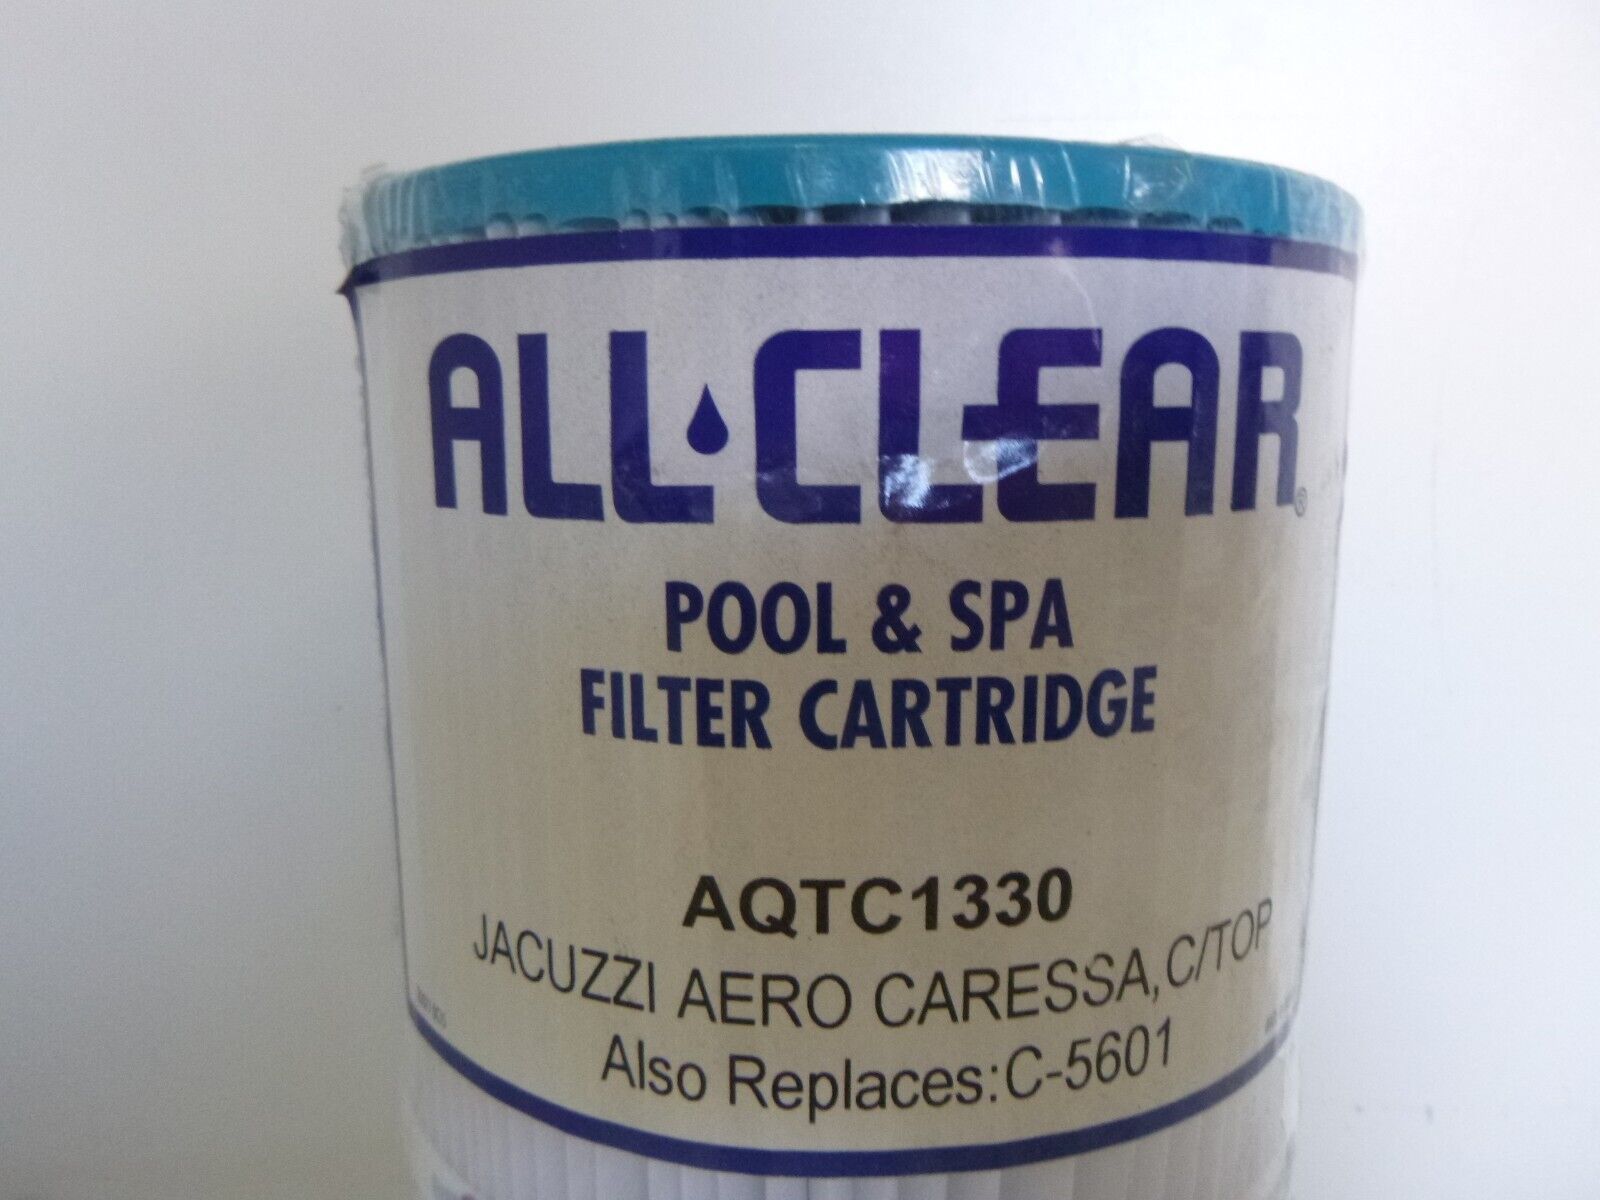 ALL CLEAR®
POOL & SPA
FILTER CARTRIDGE
AQTC1330
JACUZZI AERO CARESSA, C/TOP
Also Replaces: C-5601